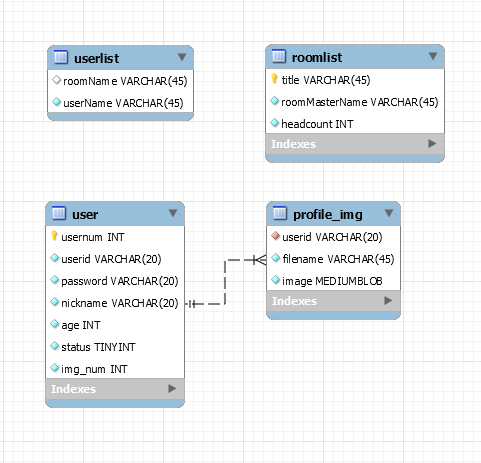 userlist
roomName VARCHAR(45)
userName VARCHAR(45)
roomlist
title VARCHAR(45)
roomMasterName VARCHAR(45)
headcount INT
Indexes
user
usernum INT
userid VARCHAR(20)
password VARCHAR(20)
nickname VARCHAR(20)
age INT
status TINYINT
img_num INT
Indexes
profile_img
userid VARCHAR(20)
filename VARCHAR(45)
image MEDIUMBLOB
Indexes